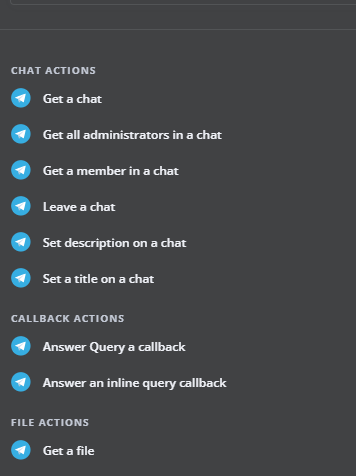 CHAT ACTIONS
Get a chat
Get all administrators in a chat
Get a member in a chat
Leave a chat
Set description on a chat
Set a title on a chat
CALLBACK ACTIONS
Answer Query a callback
Answer an inline query callback
FILE ACTIONS
Get a file